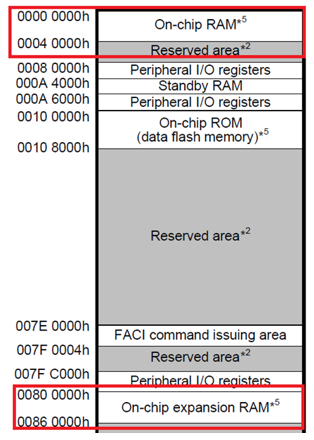 0000 0000h
On-chip RAM*5
0004 0000h
Reserved area*2
0008 0000h
Peripheral I/O registers
000A 4000h
Standby RAM
000A 6000h
Peripheral I/O registers
0010 0000h
On-chip ROM
(data flash memory)*5
0010 8000h
Reserved area*2
007E 0000h
FACI command issuing area
007F 0004h
Reserved area*2
007F C000h
Peripheral I/O registers
0080 0000h
On-chip expansion RAM*5
0086 0000h